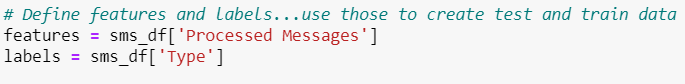 # Define features and labels...use those to create test and train data
features = sms_df['Processed Messages']
labels = sms_df['Type']